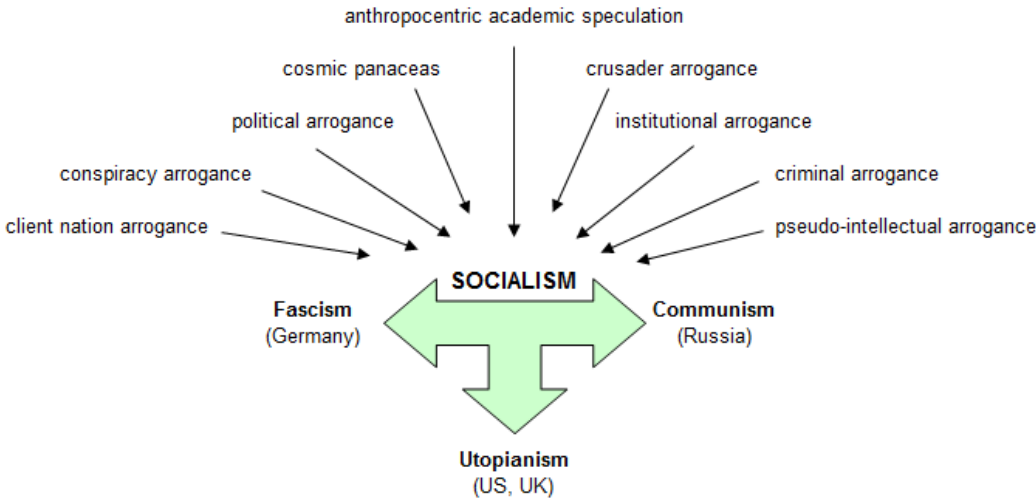 anthropocentric academic speculation
cosmic panaceas
crusader arrogance
political arrogance
institutional arrogance
conspiracy arrogance
criminal arrogance
client nation arrogance
pseudo-intellectual arrogance
SOCIALISM
Fascism
(Germany)
Communism
(Russia)
Utopianism
(US, UK)